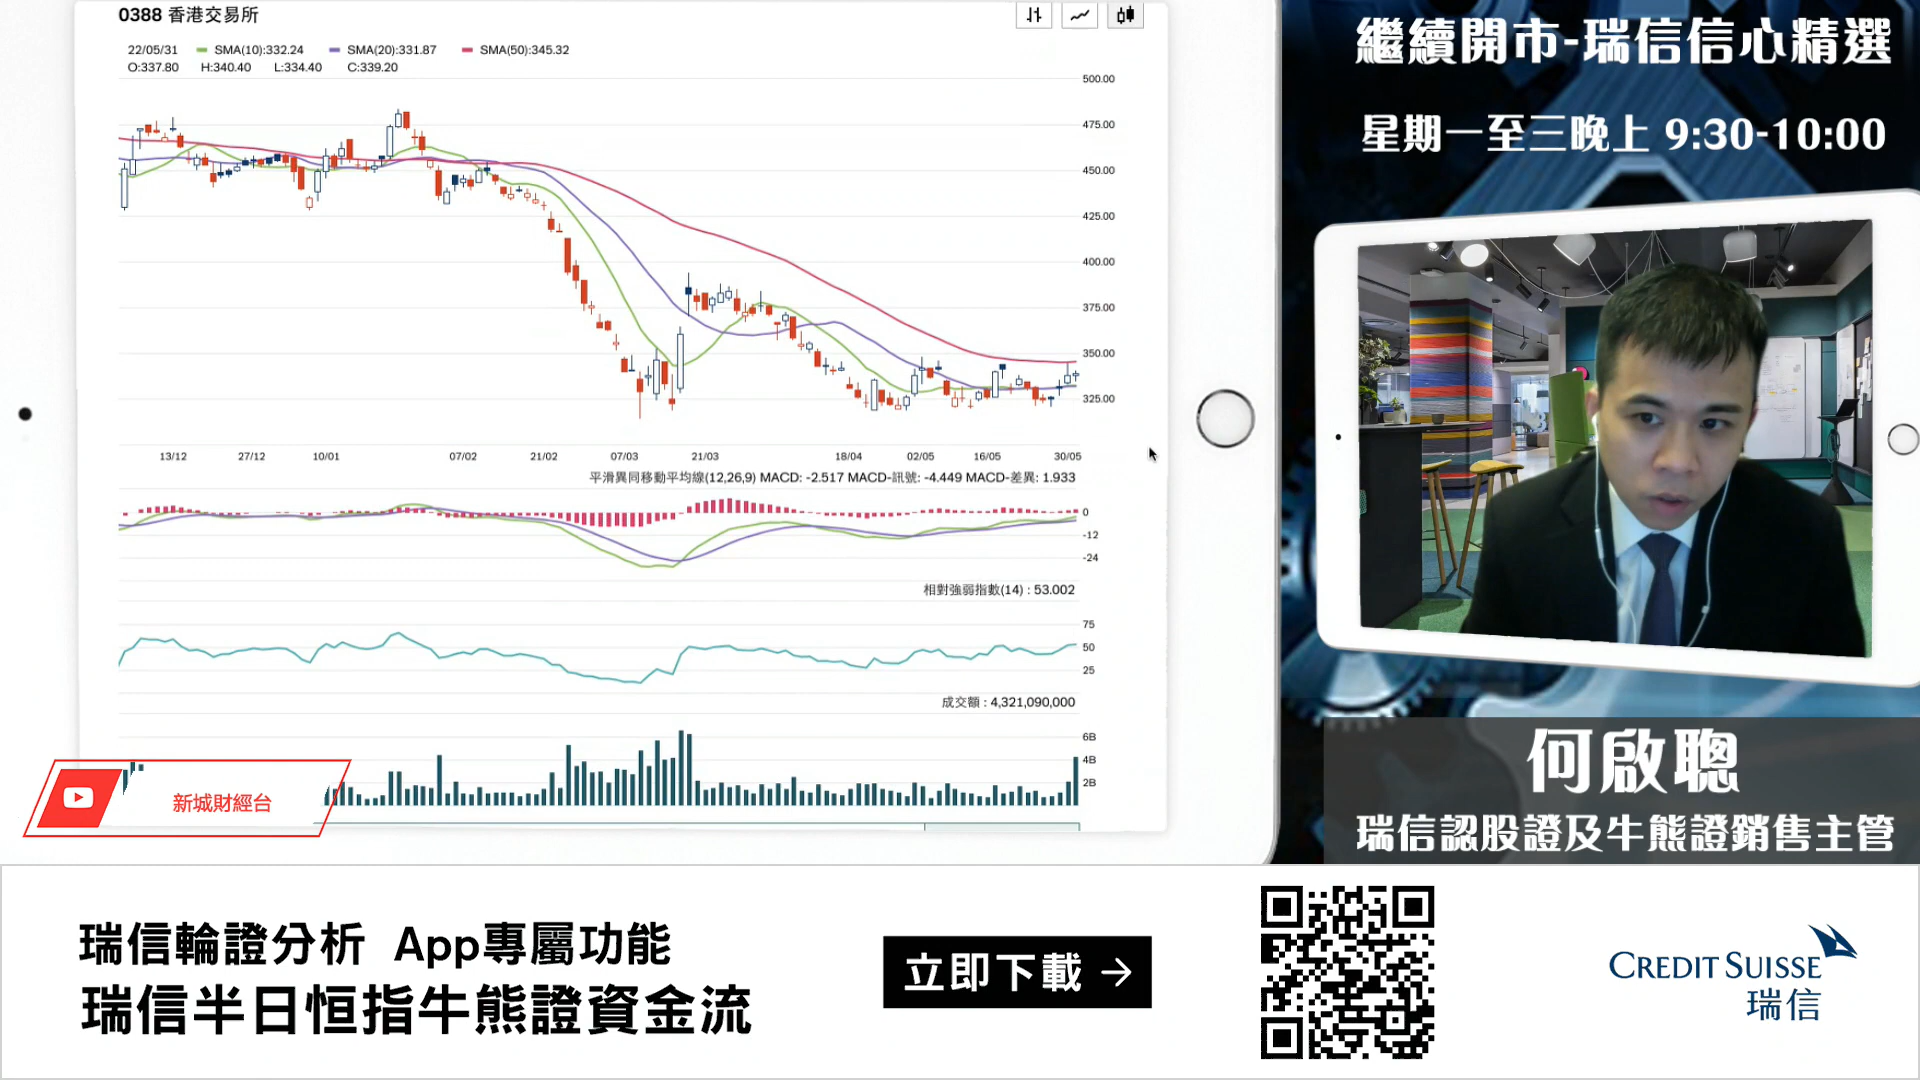 0388 香港交易所
22/05/31 SMA(10):332.24 SMA(20):331.87 SMA(50):345.32
O:337.80 H:340.40 L:334.40 C:339.20
500.00
475.00
450.00
425.00
400.00
375.00
350.00
325.00
13/12 27/12 10/01 07/02 21/02 07/03 21/03 18/04 02/05 16/05 30/05
平滑異同移動平均線(12,26,9) MACD: -2.517 MACD-訊號: -4.449 MACD-差異: 1.933
0
-12
-24
相對強弱指數(14) : 53.002
75
50
25
成交額 : 4,321,090,000
6B
4B
2B
新城財經台
繼續開市-瑞信信心精選
星期一至三晚上 9:30-10:00
何啟聰
瑞信認股證及牛熊證銷售主管
瑞信輪證分析 App專屬功能
瑞信半日恒指牛熊證資金流
立即下載 →
CREDIT SUISSE
瑞信